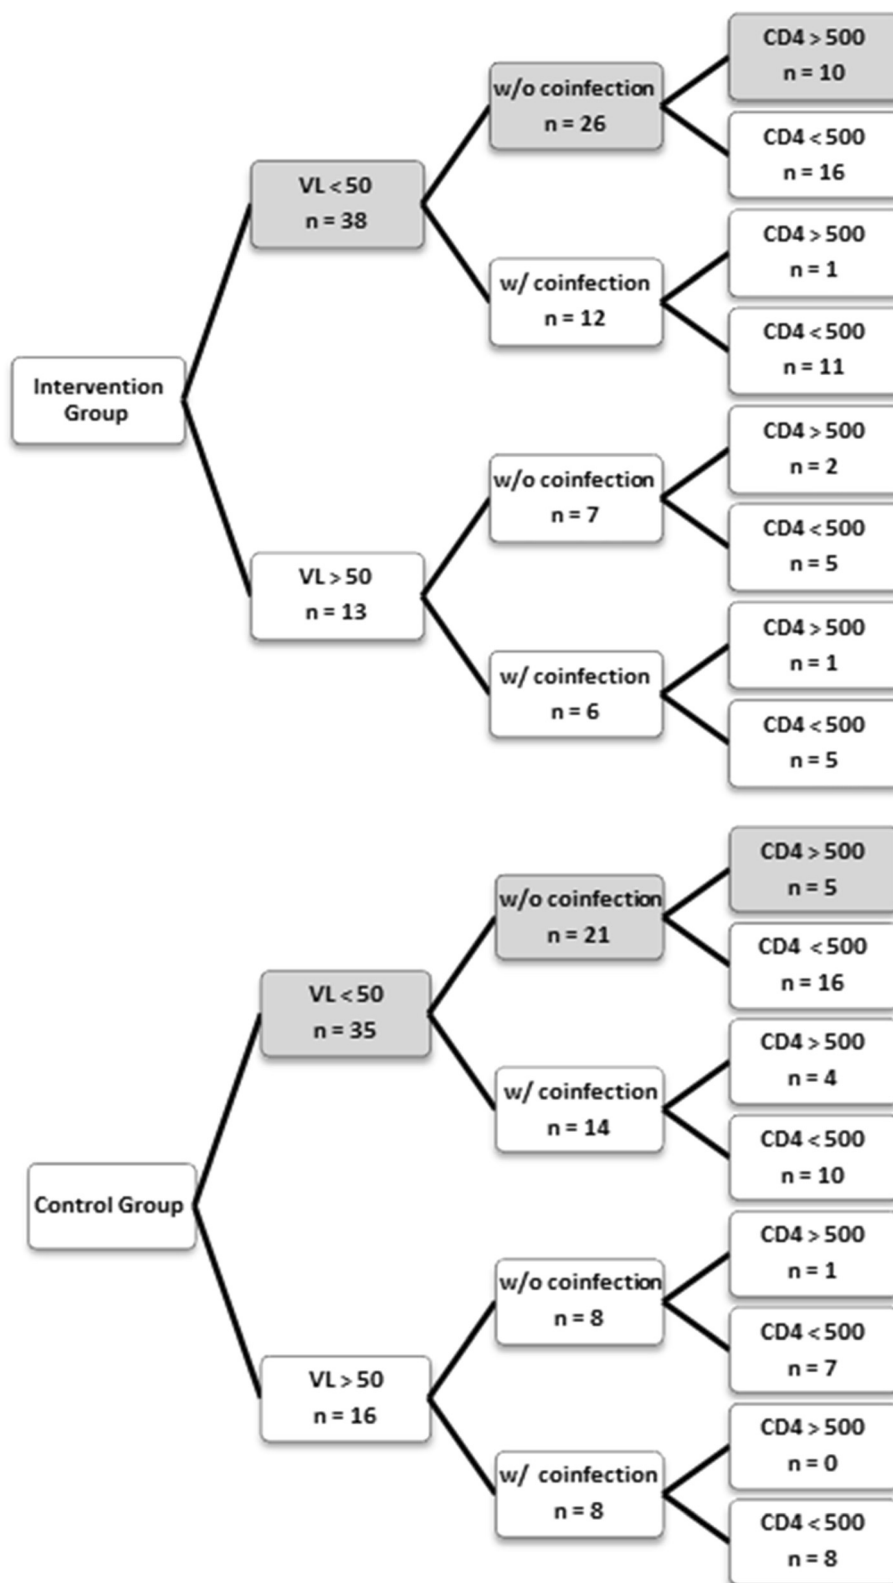 Intervention
Group
VL < 50
n = 38
w/o coinfection
n = 26
CD4 > 500
n = 10
CD4 < 500
n = 16
w/ coinfection
n = 12
CD4 > 500
n = 1
CD4 < 500
n = 11
VL > 50
n = 13
w/o coinfection
n = 7
CD4 > 500
n = 2
CD4 < 500
n = 5
w/ coinfection
n = 6
CD4 > 500
n = 1
CD4 < 500
n = 5
Control Group
VL < 50
n = 35
w/o coinfection
n = 21
CD4 > 500
n = 5
CD4 < 500
n = 16
w/ coinfection
n = 14
CD4 > 500
n = 4
CD4 < 500
n = 10
VL > 50
n = 16
w/o coinfection
n = 8
CD4 > 500
n = 1
CD4 < 500
n = 7
w/ coinfection
n = 8
CD4 > 500
n = 0
CD4 < 500
n = 8